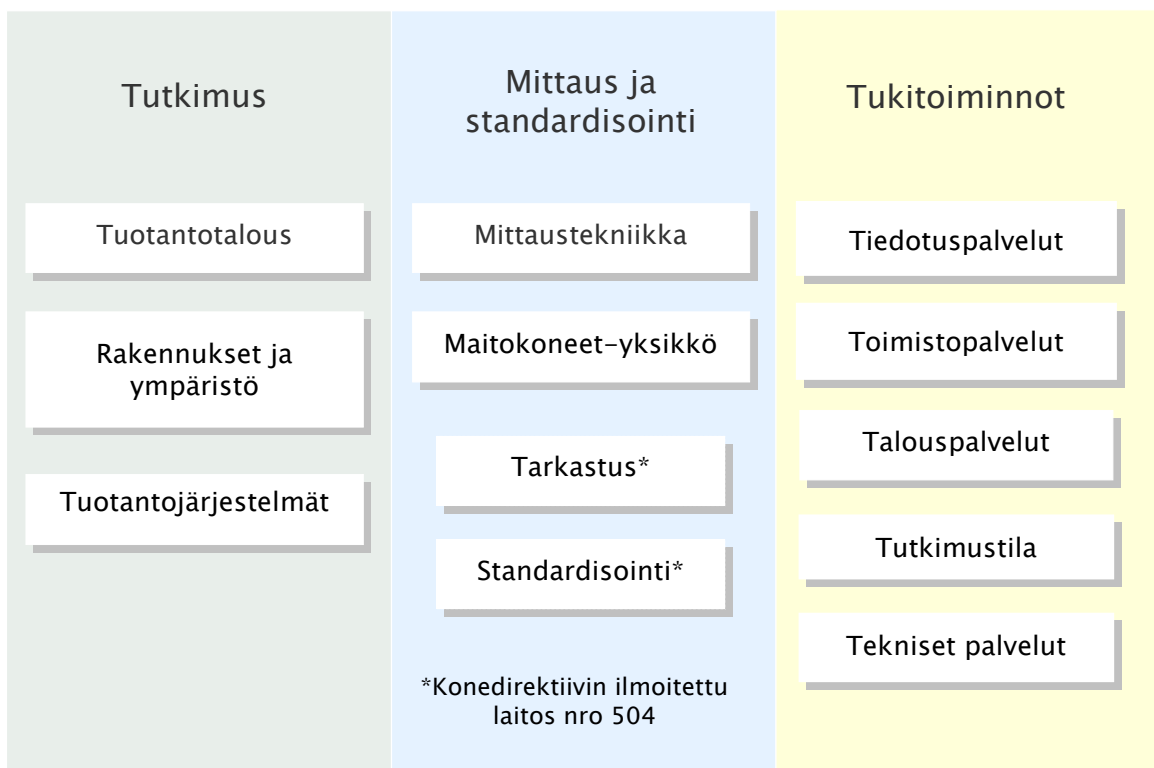 Tutkimus
Tuotantotalous
Rakennukset ja
ympäristö
Tuotantojärjestelmät
Mittaus ja
standardisointi
Mittaustekniikka
Maitokoneet-yksikkö
Tarkastus*
Standardisointi*
*Konedirektiivin ilmoitettu
laitos nro 504
Tukitoiminnot
Tiedotuspalvelut
Toimistopalvelut
Talouspalvelut
Tutkimustila
Tekniset palvelut